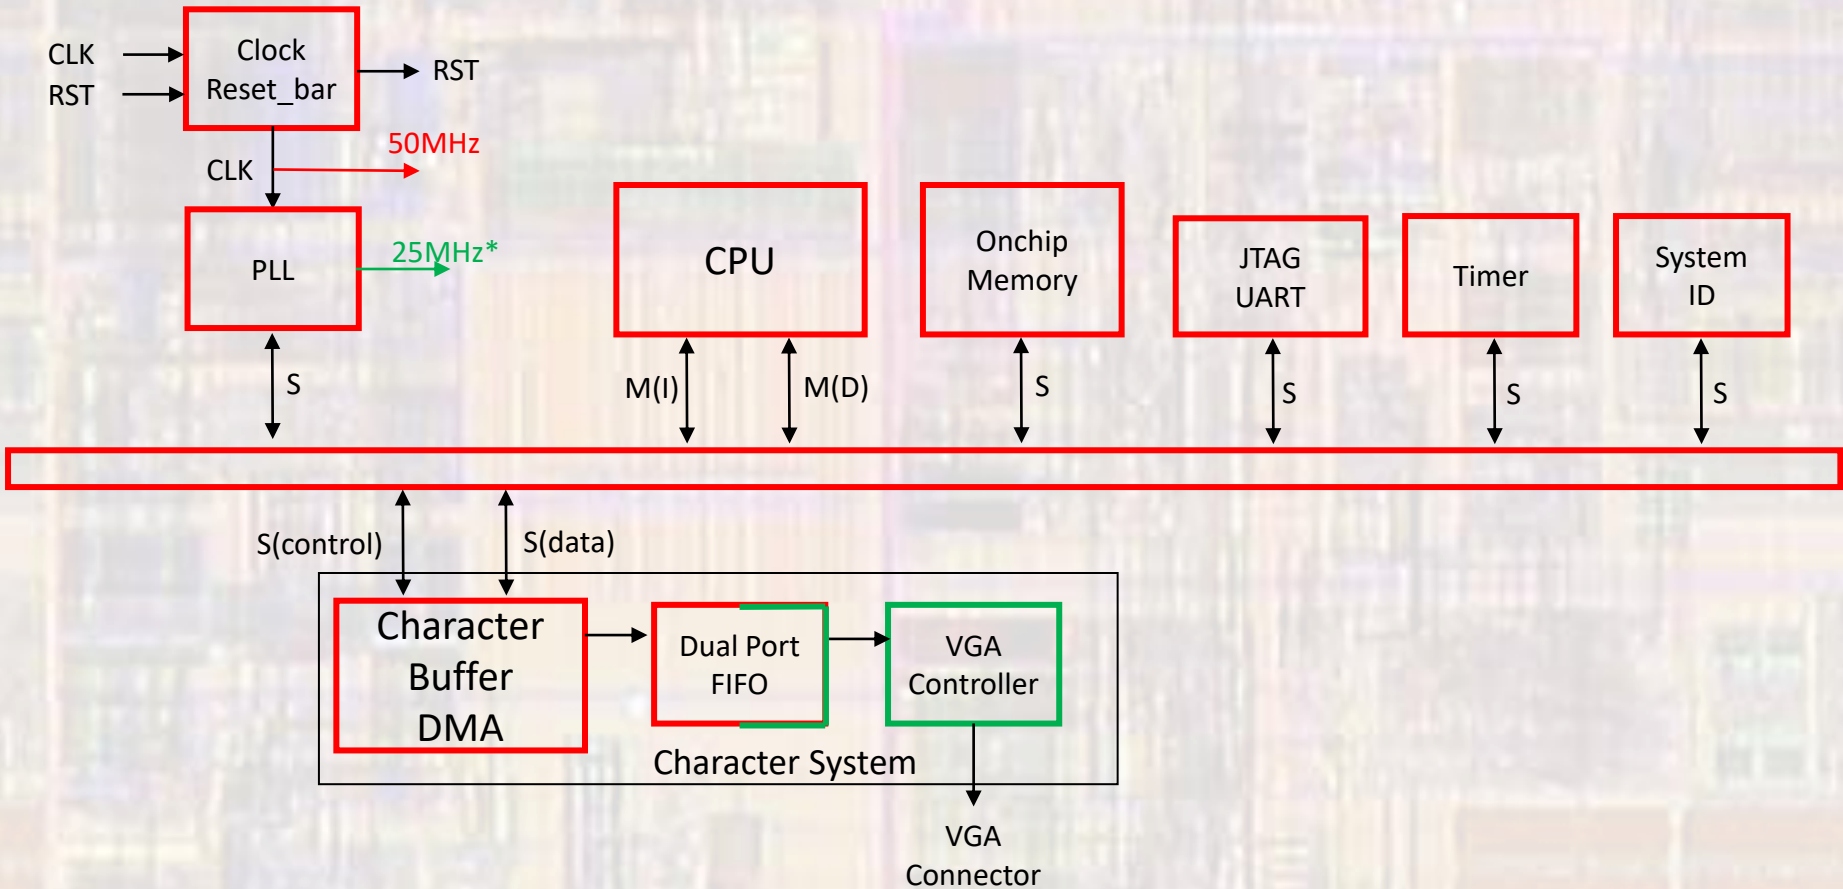 CLK
RST
Clock
Reset_bar
RST
50MHz
CLK
PLL
25MHz*
CPU
Onchip
Memory
JTAG
UART
Timer
System
ID
S
M(I)
M(D)
S
S
S
S
S(control)
S(data)
Character
Buffer
DMA
Dual Port
FIFO
VGA
Controller
Character System
VGA
Connector